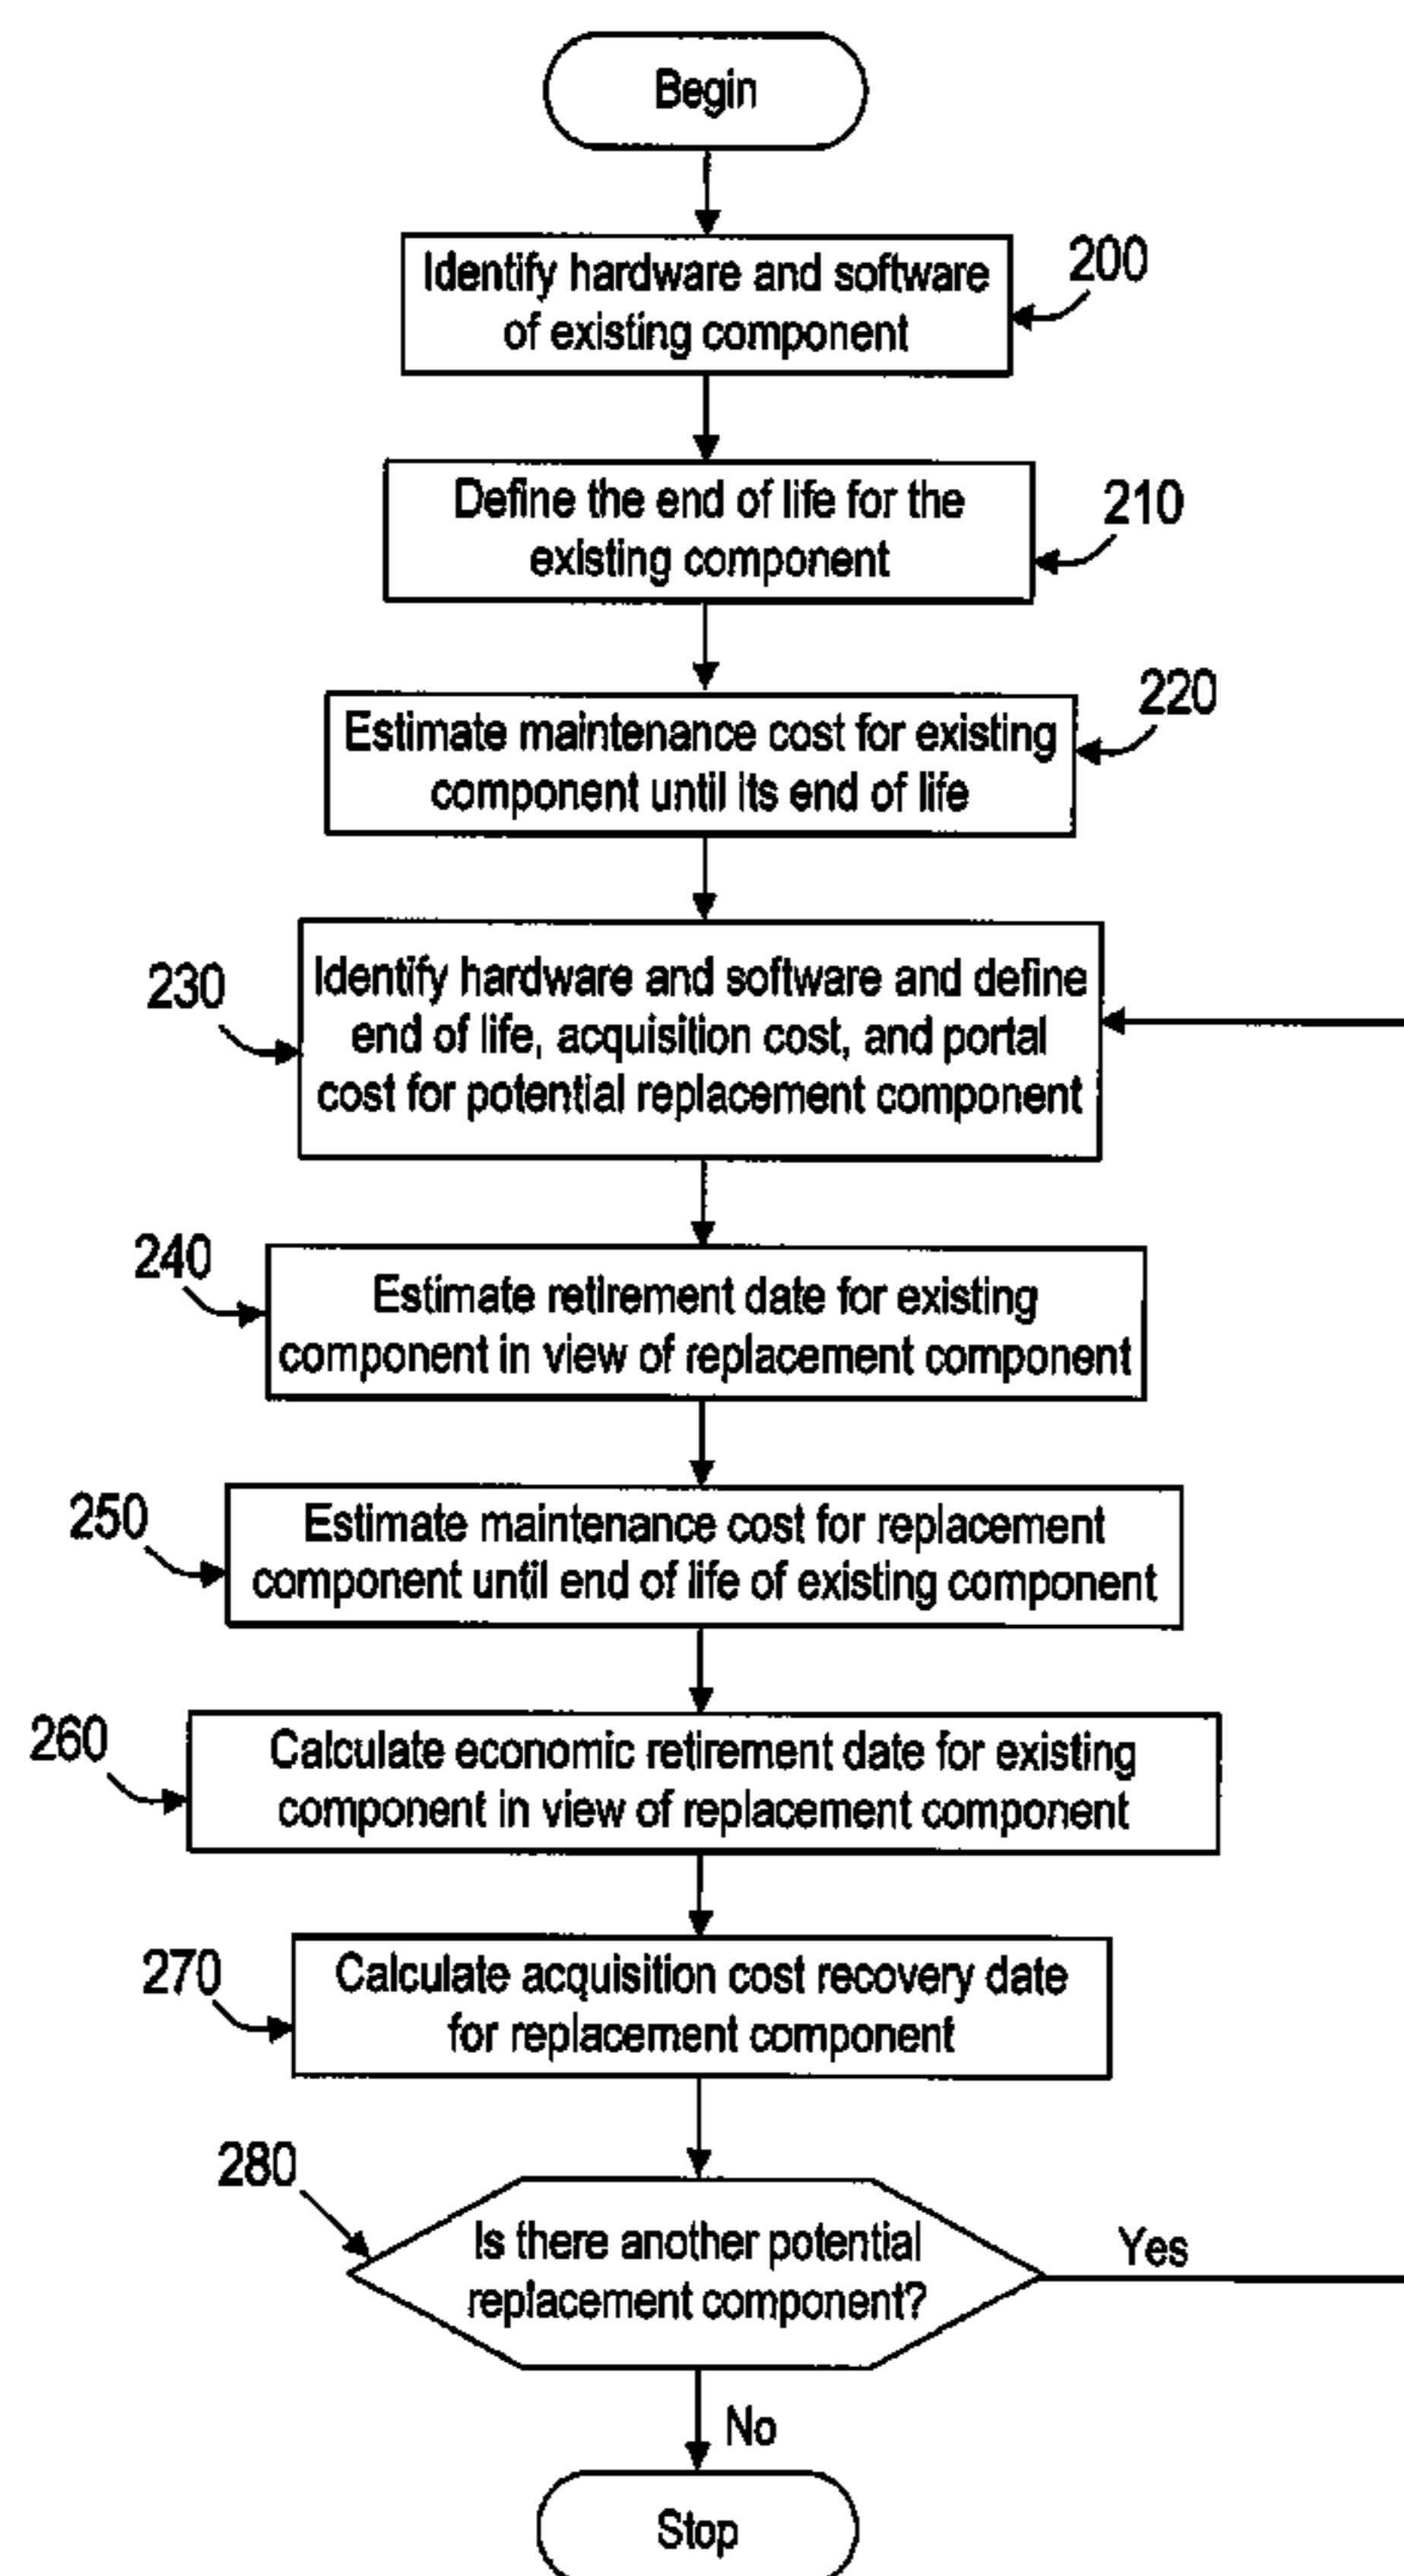 Begin
Identify hardware and software
of existing component
200
Define the end of life for the
existing component
210
Estimate maintenance cost for existing
component until its end of life
220
230
Identify hardware and software and define
end of life, acquisition cost, and portal
cost for potential replacement component
240
Estimate retirement date for existing
component in view of replacement component
250
Estimate maintenance cost for replacement
component until end of life of existing component
260
Calculate economic retirement date for existing
component in view of replacement component
270
Calculate acquisition cost recovery date
for replacement component
280
Is there another potential
replacement component?
Yes
No
Stop